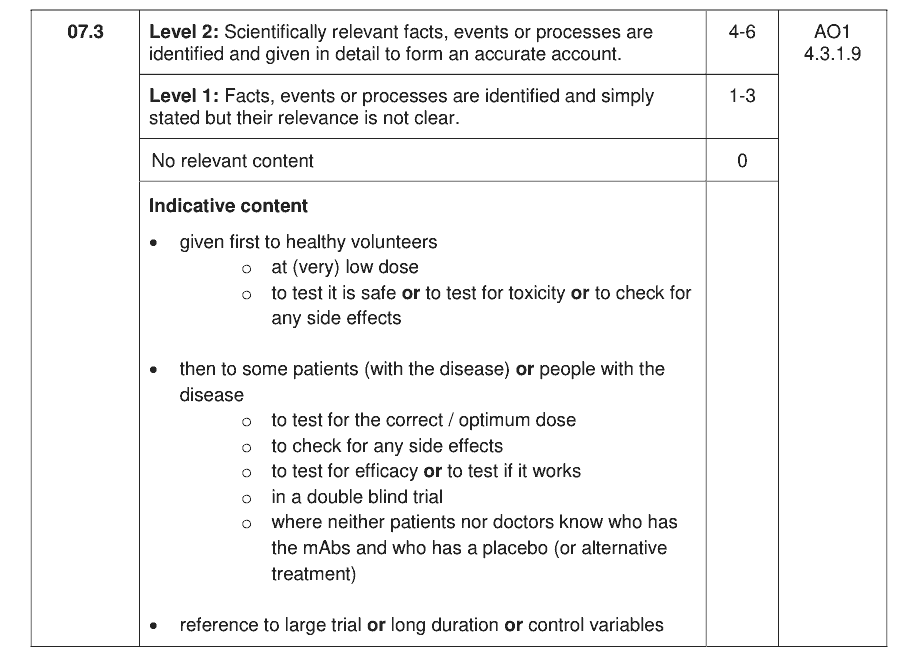 07.3
Level 2: Scientifically relevant facts, events or processes are
identified and given in detail to form an accurate account.
4-6
AO1
4.3.1.9
Level 1: Facts, events or processes are identified and simply
stated but their relevance is not clear.
1-3
No relevant content
0
Indicative content
• given first to healthy volunteers
o at (very) low dose
o to test it is safe or to test for toxicity or to check for
any side effects
• then to some patients (with the disease) or people with the
disease
o to test for the correct / optimum dose
o to check for any side effects
o to test for efficacy or to test if it works
o in a double blind trial
o where neither patients nor doctors know who has
the mAbs and who has a placebo (or alternative
treatment)
• reference to large trial or long duration or control variables